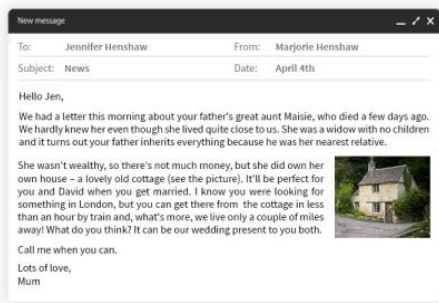 New message
To: Jennifer Henshaw From: Marjorie Henshaw
Subject: News Date: April 4th
Hello Jen,
We had a letter this morning about your father's great aunt Maisie, who died a few days ago.
We hardly knew her even though she lived quite close to us. She was a widow with no children
and it turns out your father inherits everything because he was her nearest relative.
She wasn't wealthy, so there's not much money, but she did own her
own house – a lovely old cottage (see the picture). It'll be perfect for
you and David when you get married. I know you were looking for
something in London, but you can get there from the cottage in less
than an hour by train and, what's more, we live only a couple of miles
away! What do you think? It can be our wedding present to you both.
Call me when you can.
Lots of love,
Mum